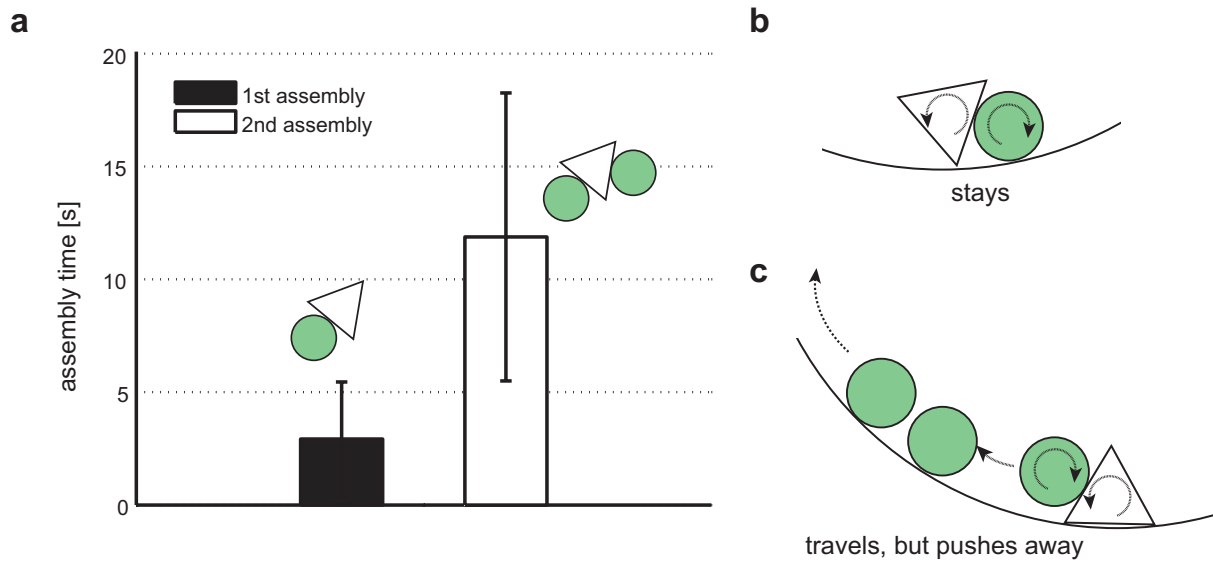 a
20
15
10
5
0
assembly time [s]
1st assembly
2nd assembly
b
stays
c
travels, but pushes away